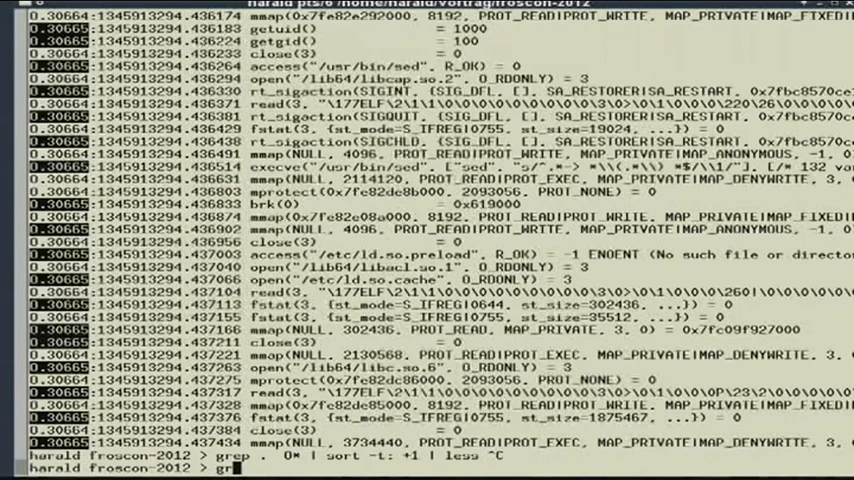 harald pts/6 /home/harald/vortrag/froscon-2012
0.30664:1345913294.436174 mmap(0x7fe82e292000, 8192, PROT_READ|PROT_WRITE, MAP_PRIVATE|MAP_FIXED|
0.30665:1345913294.436183 getuid() = 1000
0.30665:1345913294.436224 getgid() = 100
0.30664:1345913294.436233 close(3) = 0
0.30665:1345913294.436264 access("/usr/bin/sed", R_OK) = 0
0.30664:1345913294.436294 open("/lib64/libcap.so.2", O_RDONLY) = 3
0.30665:1345913294.436330 rt_sigaction(SIGINT, {SIG_DFL, [], SA_RESTORER|SA_RESTART, 0x7fbc8570ce
0.30664:1345913294.436371 read(3, "\177ELF\2\1\1\0\0\0\0\0\0\0\0\0\3\0>\0\1\0\0\0\220\26\0\0\0\0\0
0.30665:1345913294.436381 rt_sigaction(SIGQUIT, {SIG_DFL, [], SA_RESTORER|SA_RESTART, 0x7fbc8570c
0.30664:1345913294.436429 fstat(3, {st_mode=S_IFREG|0755, st_size=19024, ...}) = 0
0.30665:1345913294.436438 rt_sigaction(SIGCHLD, {SIG_DFL, [], SA_RESTORER|SA_RESTART, 0x7fbc8570c
0.30664:1345913294.436491 mmap(NULL, 4096, PROT_READ|PROT_WRITE, MAP_PRIVATE|MAP_ANONYMOUS, -1, 0
0.30665:1345913294.436514 execve("/usr/bin/sed", ["sed", "s/^.*-> *\\(.*\\) *$/\\1/"], [/* 132 var
0.30664:1345913294.436631 mmap(NULL, 2114120, PROT_READ|PROT_EXEC, MAP_PRIVATE|MAP_DENYWRITE, 3,
0.30664:1345913294.436803 mprotect(0x7fe82dc8b000, 2093056, PROT_NONE) = 0
0.30665:1345913294.436833 brk(0) = 0x619000
0.30664:1345913294.436874 mmap(0x7fe82e08a000, 8192, PROT_READ|PROT_WRITE, MAP_PRIVATE|MAP_FIXED|
0.30665:1345913294.436902 mmap(NULL, 4096, PROT_READ|PROT_WRITE, MAP_PRIVATE|MAP_ANONYMOUS, -1, 0
0.30664:1345913294.436956 close(3) = 0
0.30665:1345913294.437003 access("/etc/ld.so.preload", R_OK) = -1 ENOENT (No such file or director
0.30664:1345913294.437040 open("/lib64/libacl.so.1", O_RDONLY) = 3
0.30665:1345913294.437066 open("/etc/ld.so.cache", O_RDONLY) = 3
0.30664:1345913294.437104 read(3, "\177ELF\2\1\1\0\0\0\0\0\0\0\0\0\3\0>\0\1\0\0\0\260!\0\0\0\0\0\0
0.30665:1345913294.437113 fstat(3, {st_mode=S_IFREG|0644, st_size=302436, ...}) = 0
0.30664:1345913294.437155 fstat(3, {st_mode=S_IFREG|0755, st_size=35512, ...}) = 0
0.30665:1345913294.437166 mmap(NULL, 302436, PROT_READ, MAP_PRIVATE, 3, 0) = 0x7fc09f927000
0.30665:1345913294.437211 close(3) = 0
0.30664:1345913294.437221 mmap(NULL, 2130568, PROT_READ|PROT_EXEC, MAP_PRIVATE|MAP_DENYWRITE, 3,
0.30665:1345913294.437263 open("/lib64/libc.so.6", O_RDONLY) = 3
0.30664:1345913294.437275 mprotect(0x7fe82dc86000, 2093056, PROT_NONE) = 0
0.30665:1345913294.437317 read(3, "\177ELF\2\1\1\0\0\0\0\0\0\0\0\0\3\0>\0\1\0\0\0P\23\2\0\0\0\0\0
0.30664:1345913294.437328 mmap(0x7fe82dc85000, 8192, PROT_READ|PROT_WRITE, MAP_PRIVATE|MAP_FIXED|
0.30665:1345913294.437376 fstat(3, {st_mode=S_IFREG|0755, st_size=1875467, ...}) = 0
0.30664:1345913294.437384 close(3) = 0
0.30665:1345913294.437434 mmap(NULL, 3734440, PROT_READ|PROT_EXEC, MAP_PRIVATE|MAP_DENYWRITE, 3,
harald froscon-2012 > grep . 0* | sort -t: +1 | less ^C
harald froscon-2012 > gr